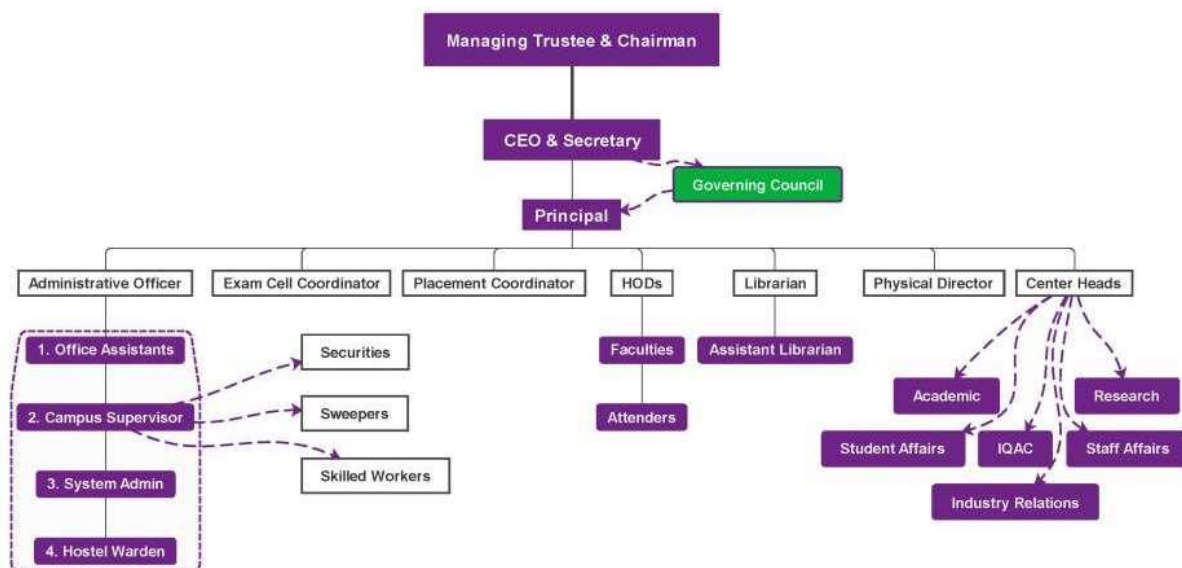 Managing Trustee & Chairman
CEO & Secretary
Governing Council
Principal
Administrative Officer
Exam Cell Coordinator
Placement Coordinator
HODs
Librarian
Physical Director
Center Heads
1. Office Assistants
Securities
Faculties
Assistant Librarian
Academic
Research
2. Campus Supervisor
Sweepers
Attenders
Student Affairs
IQAC
Staff Affairs
3. System Admin
Skilled Workers
Industry Relations
4. Hostel Warden